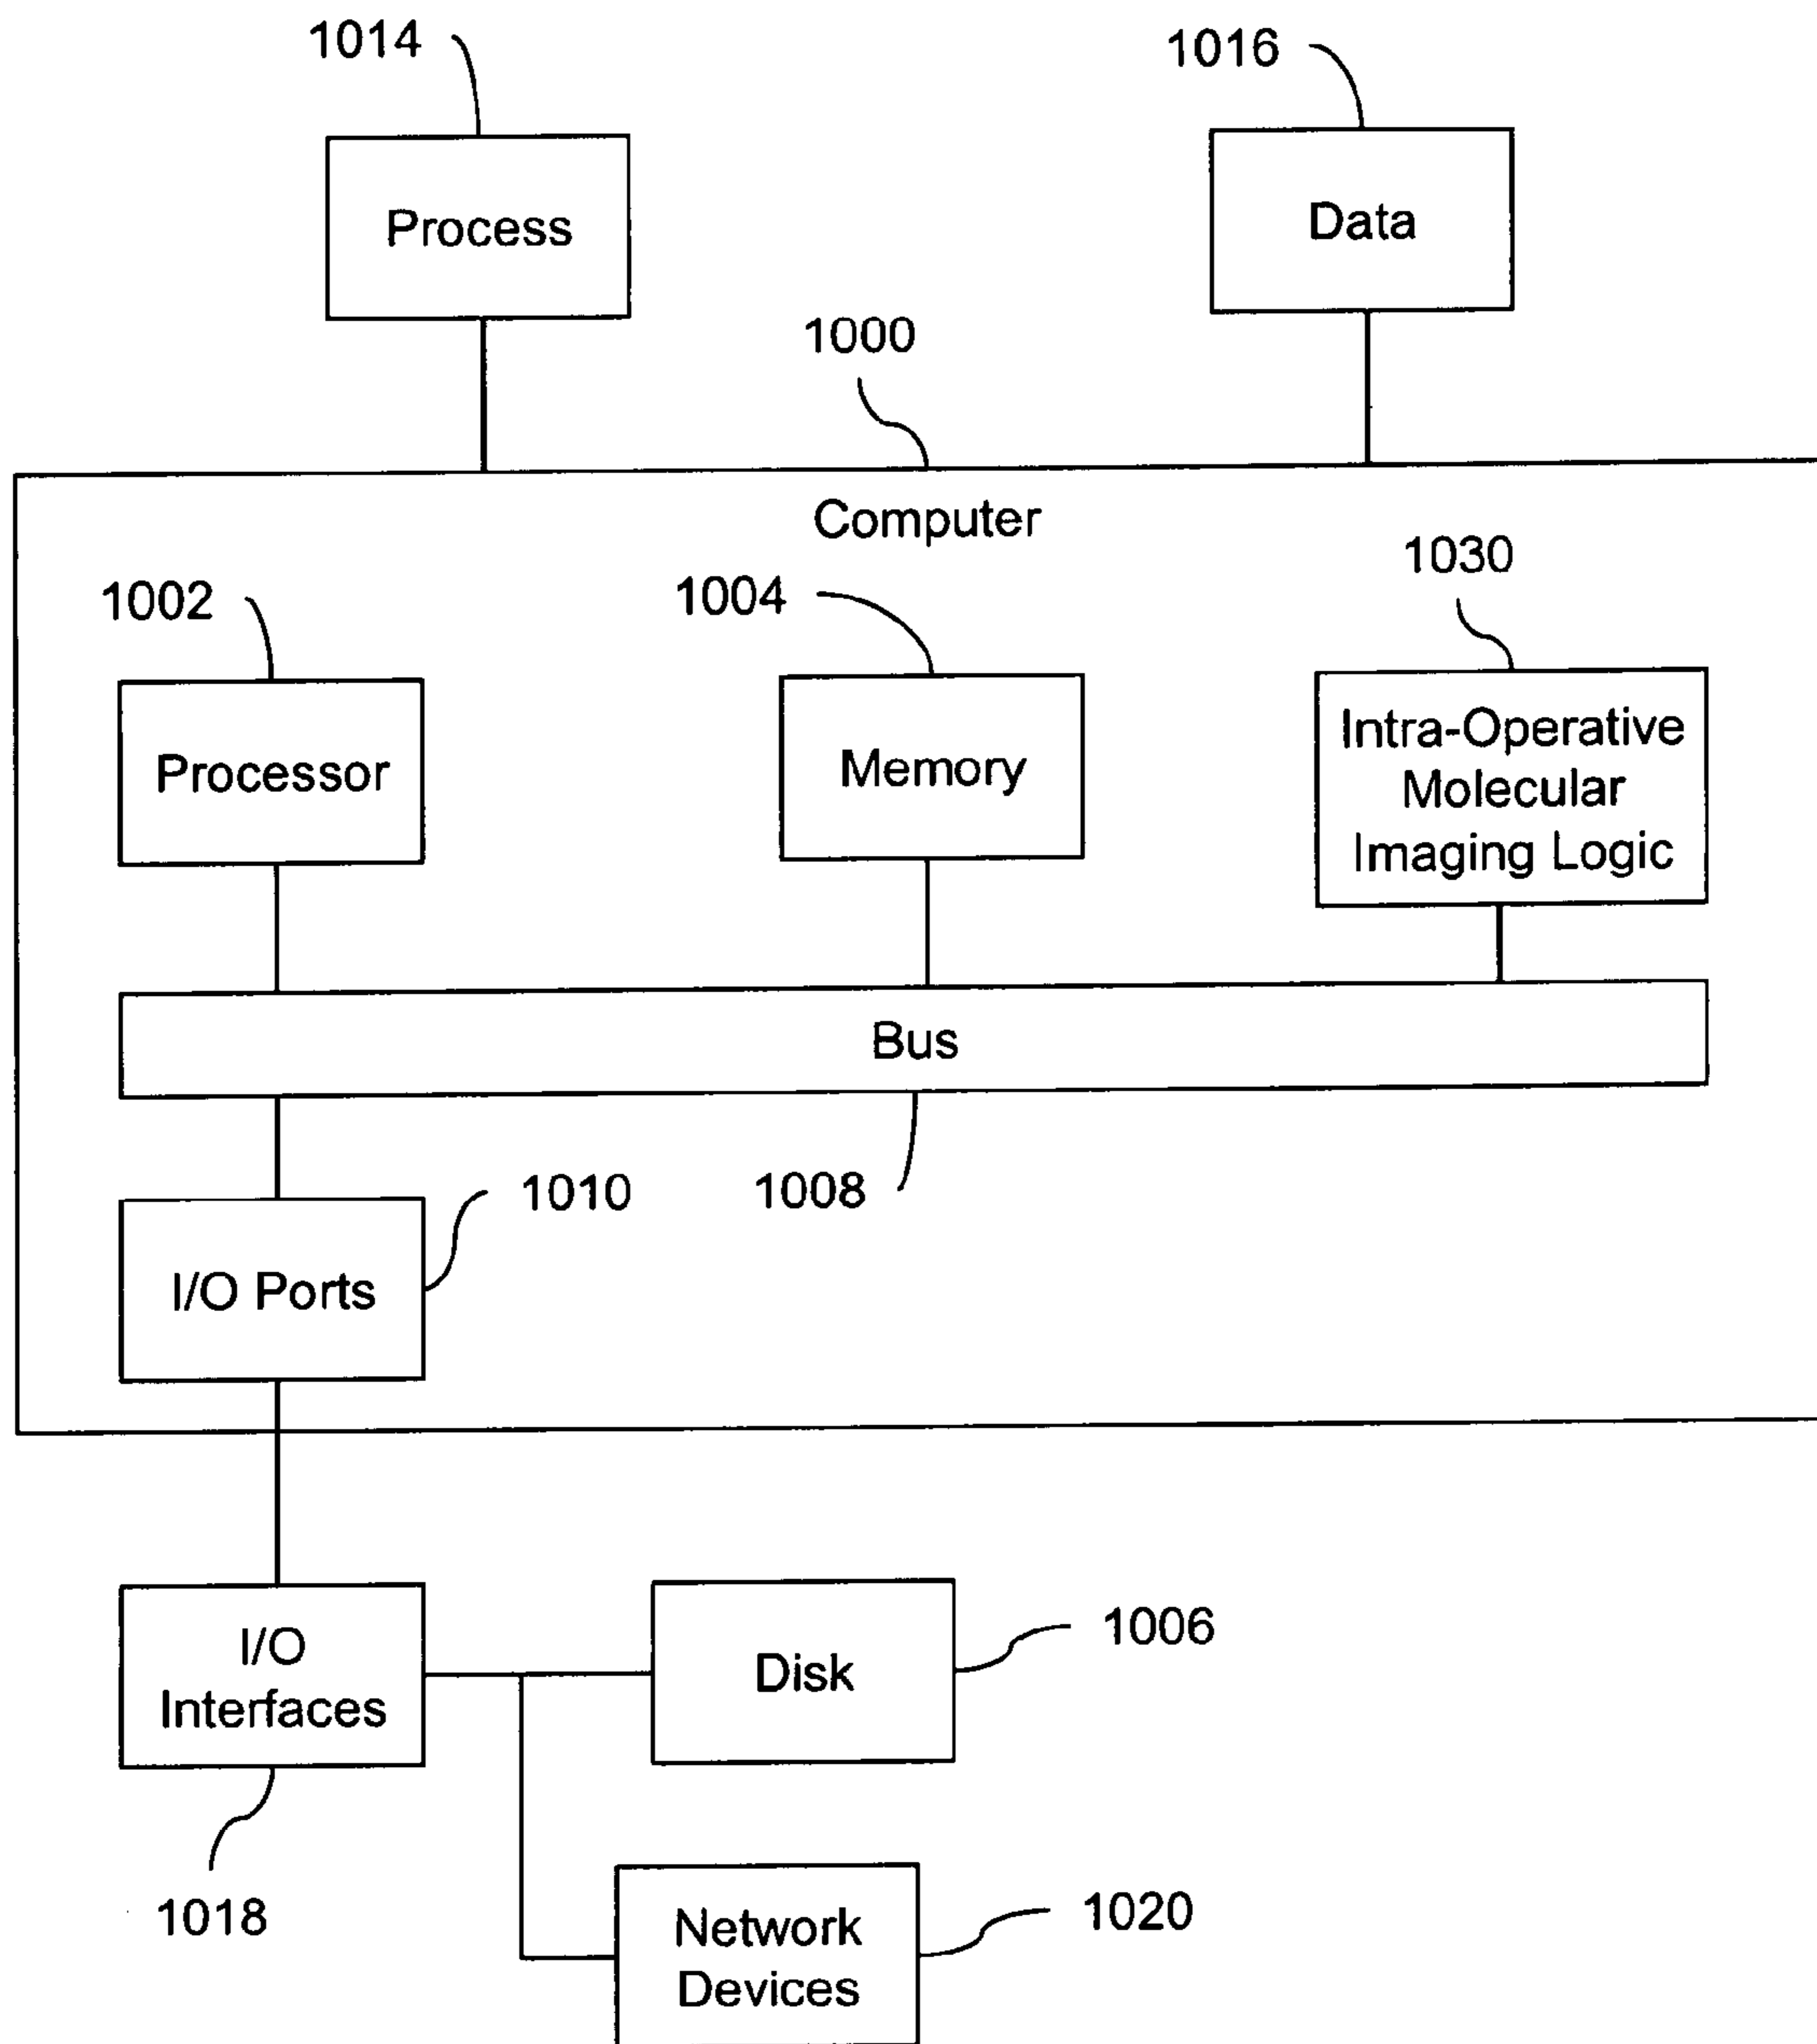 1014
1016
Process
Data
1000
Computer
1030
1002
1004
Intra-Operative
Molecular
Imaging Logic
Processor
Memory
Bus
1010
1008
I/O Ports
1006
I/O
Interfaces
Disk
1018
1020
Network
Devices